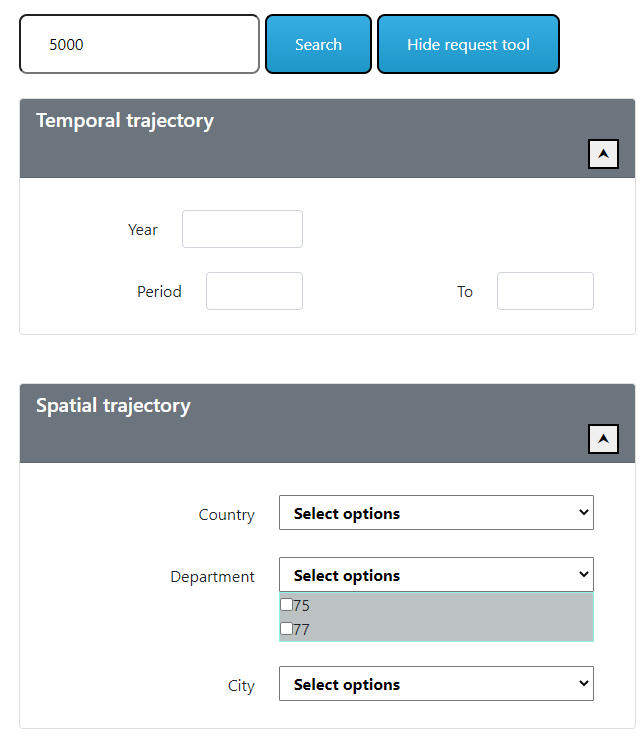 5000 Search Hide request tool
Temporal trajectory
Year
Period To
Spatial trajectory
Country Select options
Department Select options
75
77
City Select options